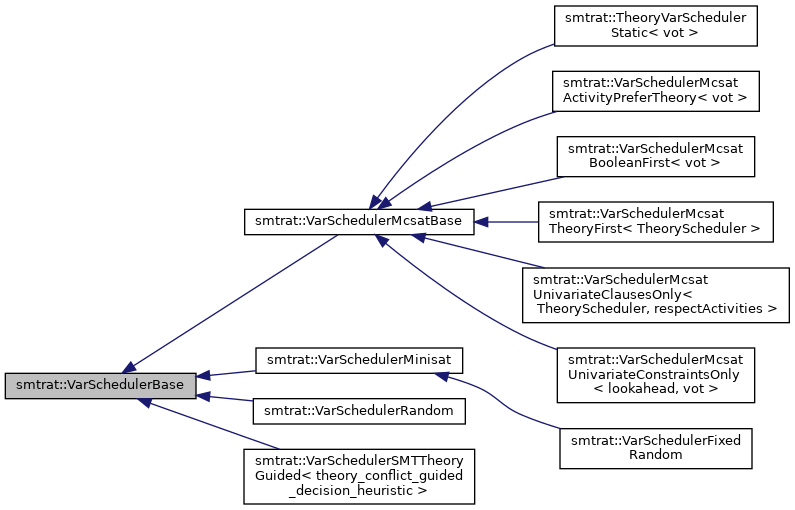 smtrat::TheoryVarScheduler
Static< vot >
smtrat::VarSchedulerMcsat
ActivityPreferTheory< vot >
smtrat::VarSchedulerMcsat
BooleanFirst< vot >
smtrat::VarSchedulerMcsatBase
smtrat::VarSchedulerMcsat
TheoryFirst< TheoryScheduler >
smtrat::VarSchedulerMcsat
UnivariateClausesOnly<
TheoryScheduler, respectActivities >
smtrat::VarSchedulerBase
smtrat::VarSchedulerMinisat
smtrat::VarSchedulerMcsat
UnivariateConstraintsOnly
< lookahead, vot >
smtrat::VarSchedulerRandom
smtrat::VarSchedulerFixed
Random
smtrat::VarSchedulerSMTTheory
Guided< theory_conflict_guided
_decision_heuristic >